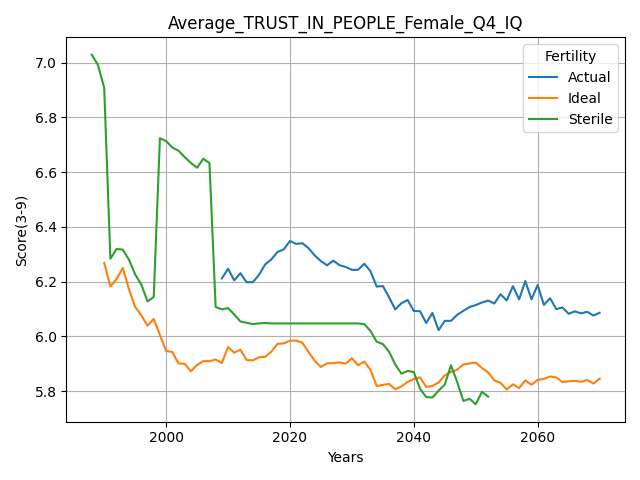 Average_TRUST_IN_PEOPLE_Female_Q4_IQ
Fertility
Actual
Ideal
Sterile
Score(3-9)
7.0
6.8
6.6
6.4
6.2
6.0
5.8
2000
2020
2040
2060
Years